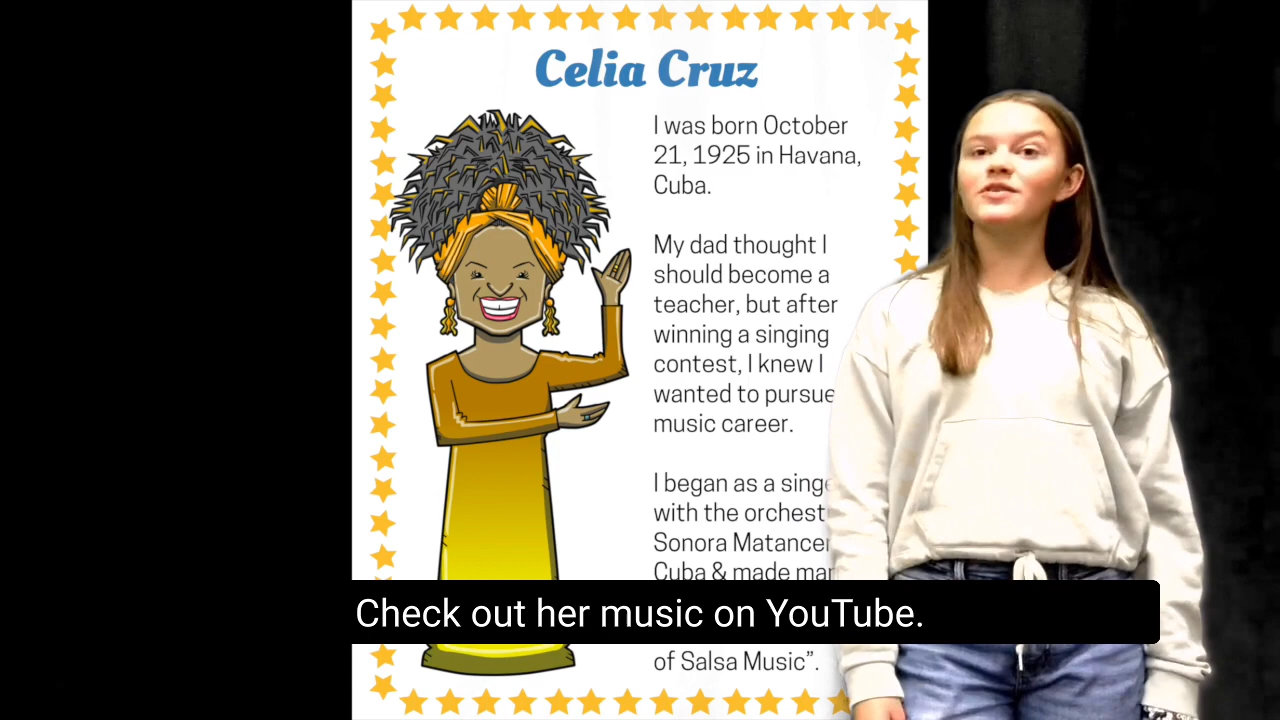 Celia Cruz
I was born October
21, 1925 in Havana,
Cuba.
My dad thought I
should become a
teacher, but after
winning a singing
contest, I knew I
wanted to pursue
music career.
I began as a
with the
Sonora
Cuba & made
Check out her music on YouTube.
of Salsa Music”.